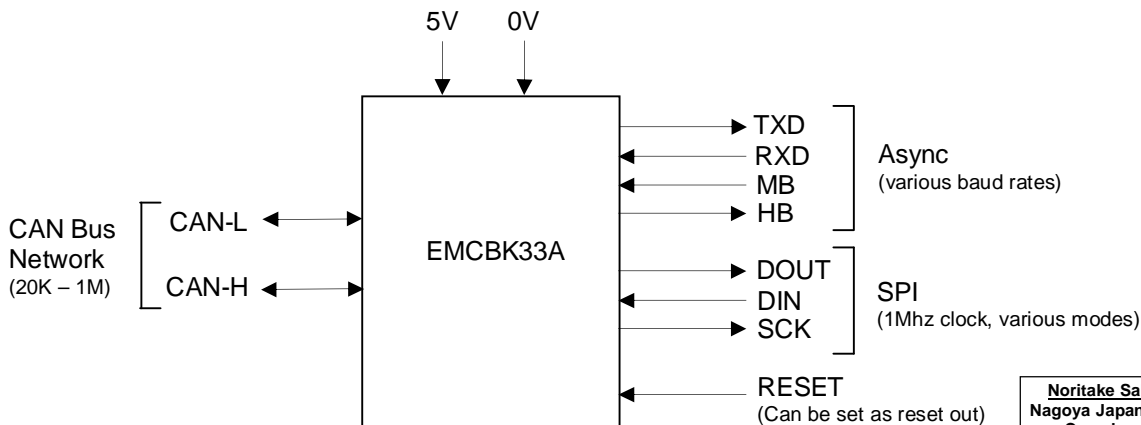 5V
0V
CAN Bus
Network
(20K – 1M)
CAN-L
CAN-H
EMCBK33A
TXD
RXD
MB
HB
Async
(various baud rates)
DOUT
DIN
SCK
SPI
(1Mhz clock, various modes)
RESET
(Can be set as reset out)
Noritake Sa
Nagoya Japan